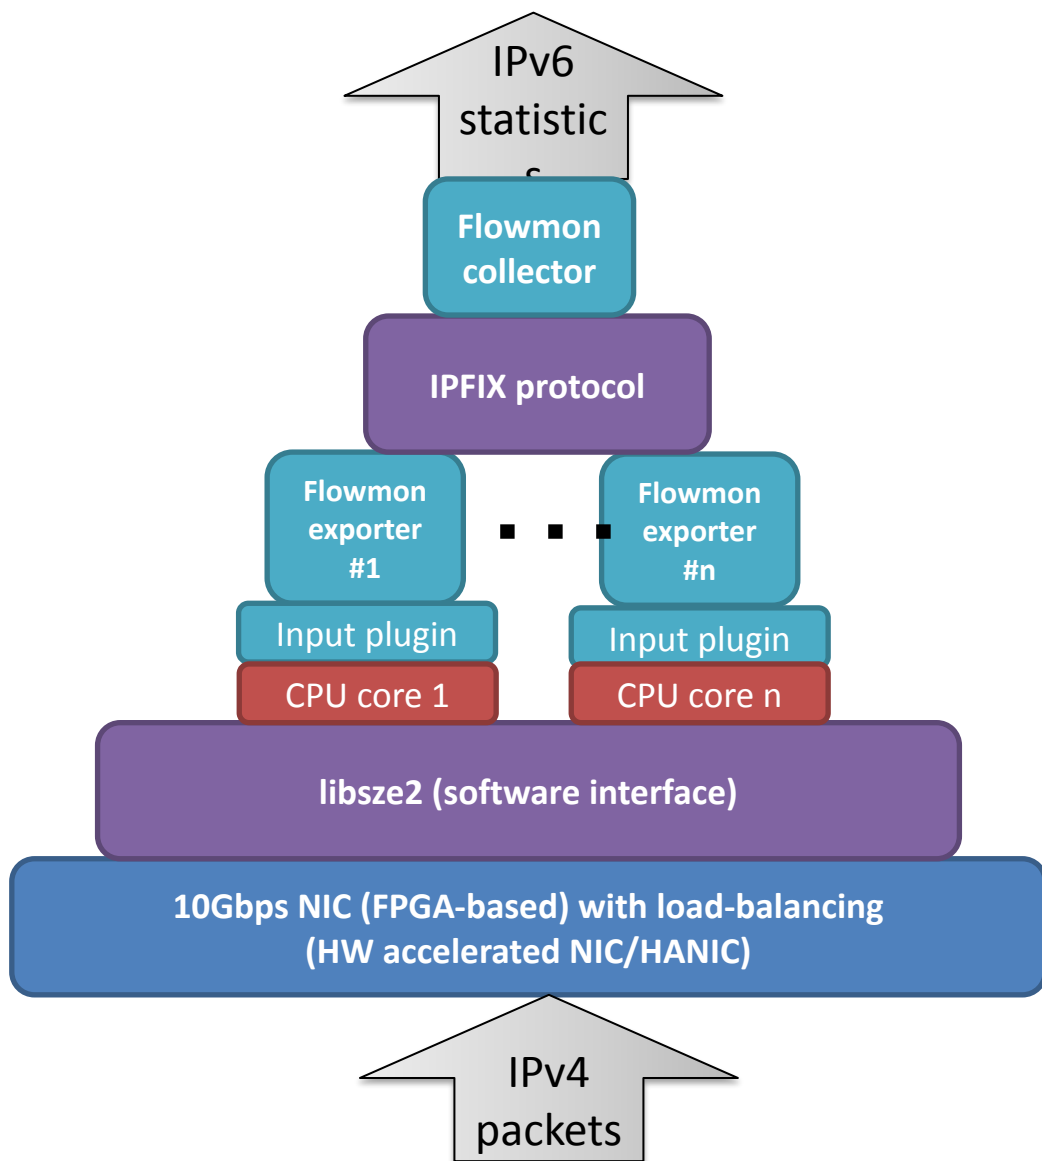 IPv6
statistic
s
Flowmon
collector
IPFIX protocol
Flowmon
exporter
#1
. . .
Flowmon
exporter
#n
Input plugin
Input plugin
CPU core 1
CPU core n
libsze2 (software interface)
10Gbps NIC (FPGA-based) with load-balancing
(HW accelerated NIC/HANIC)
IPv4
packets